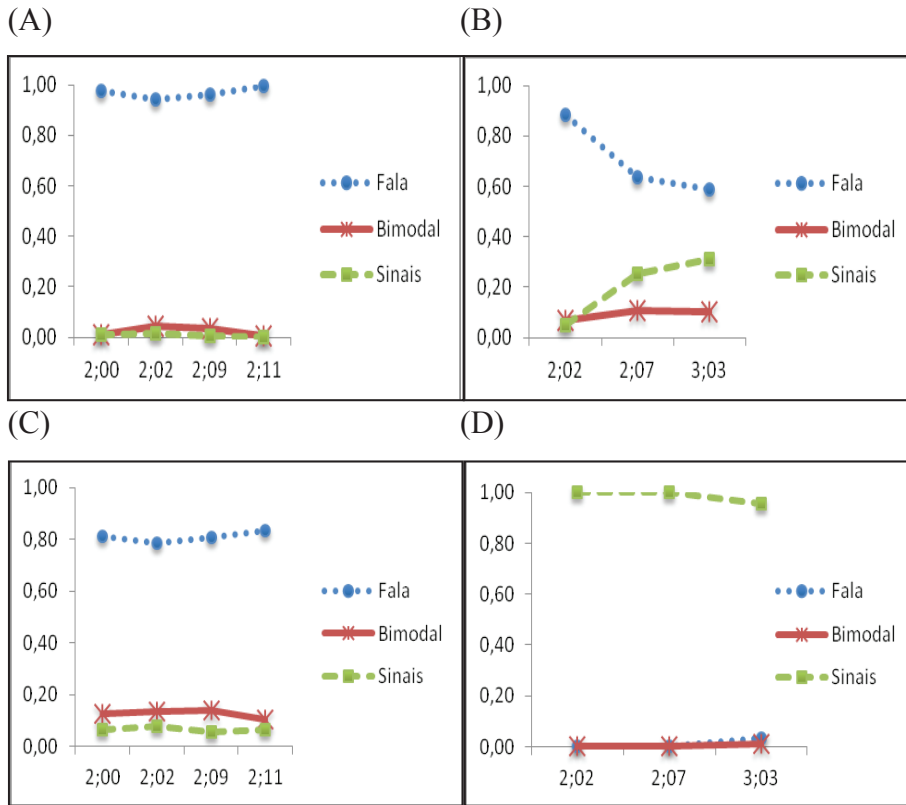 (A)
1,00
0,80
0,60
0,40
0,20
0,00
2;00 2;02 2;09 2;11
Fala
Bimodal
Sinais
(B)
1,00
0,80
0,60
0,40
0,20
0,00
2;02 2;07 3;03
Fala
Bimodal
Sinais
(C)
1,00
0,80
0,60
0,40
0,20
0,00
2;00 2;02 2;09 2;11
Fala
Bimodal
Sinais
(D)
1,00
0,80
0,60
0,40
0,20
0,00
2;02 2;07 3;03
Fala
Bimodal
Sinais